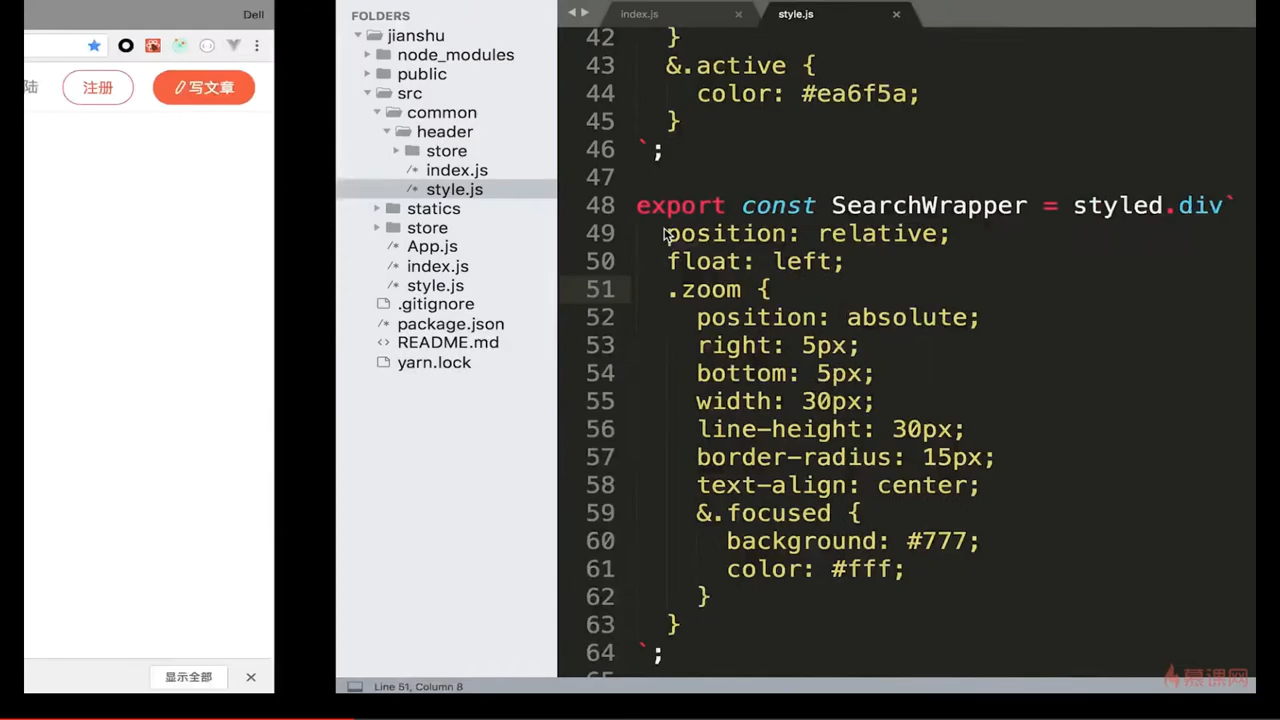 Dell
陆
注册
写文章
显示全部
FOLDERS
jianshu
node_modules
public
src
common
header
store
index.js
style.js
statics
store
App.js
index.js
style.js
.gitignore
package.json
README.md
yarn.lock
index.js
style.js
42 }
43 &.active {
44 color: #ea6f5a;
45 }
46 `;
47
48 export const SearchWrapper = styled.div`
49 position: relative;
50 float: left;
51 .zoom {
52 position: absolute;
53 right: 5px;
54 bottom: 5px;
55 width: 30px;
56 line-height: 30px;
57 border-radius: 15px;
58 text-align: center;
59 &.focused {
60 background: #777;
61 color: #fff;
62 }
63 }
64 `;
Line 51, Column 8
慕课网